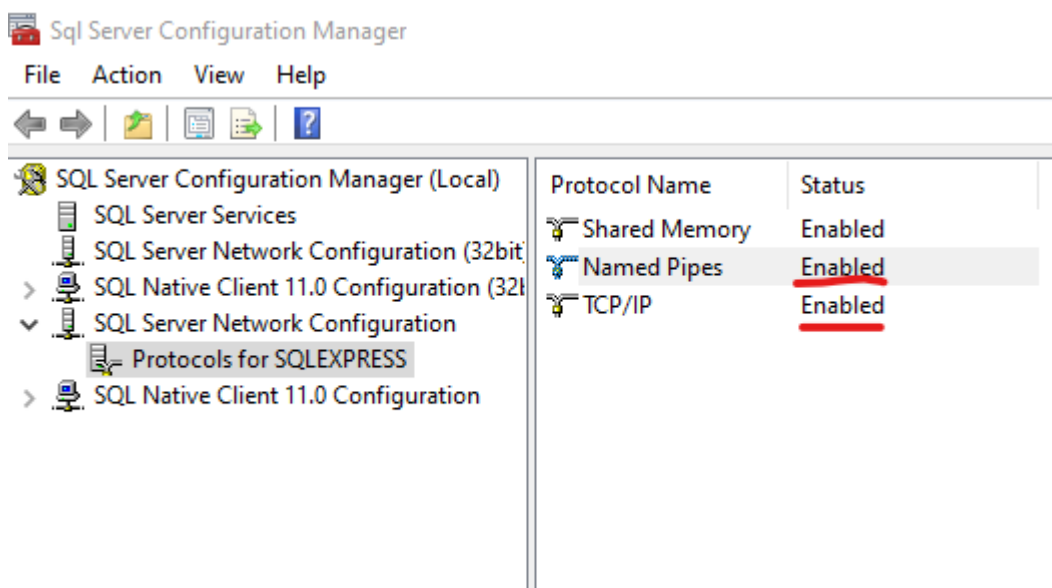 Sql Server Configuration Manager
File Action View Help
SQL Server Configuration Manager (Local)
SQL Server Services
SQL Server Network Configuration (32bit
SQL Native Client 11.0 Configuration (32b
SQL Server Network Configuration
Protocols for SQLEXPRESS
SQL Native Client 11.0 Configuration
Protocol Name Status
Shared Memory Enabled
Named Pipes Enabled
TCP/IP Enabled